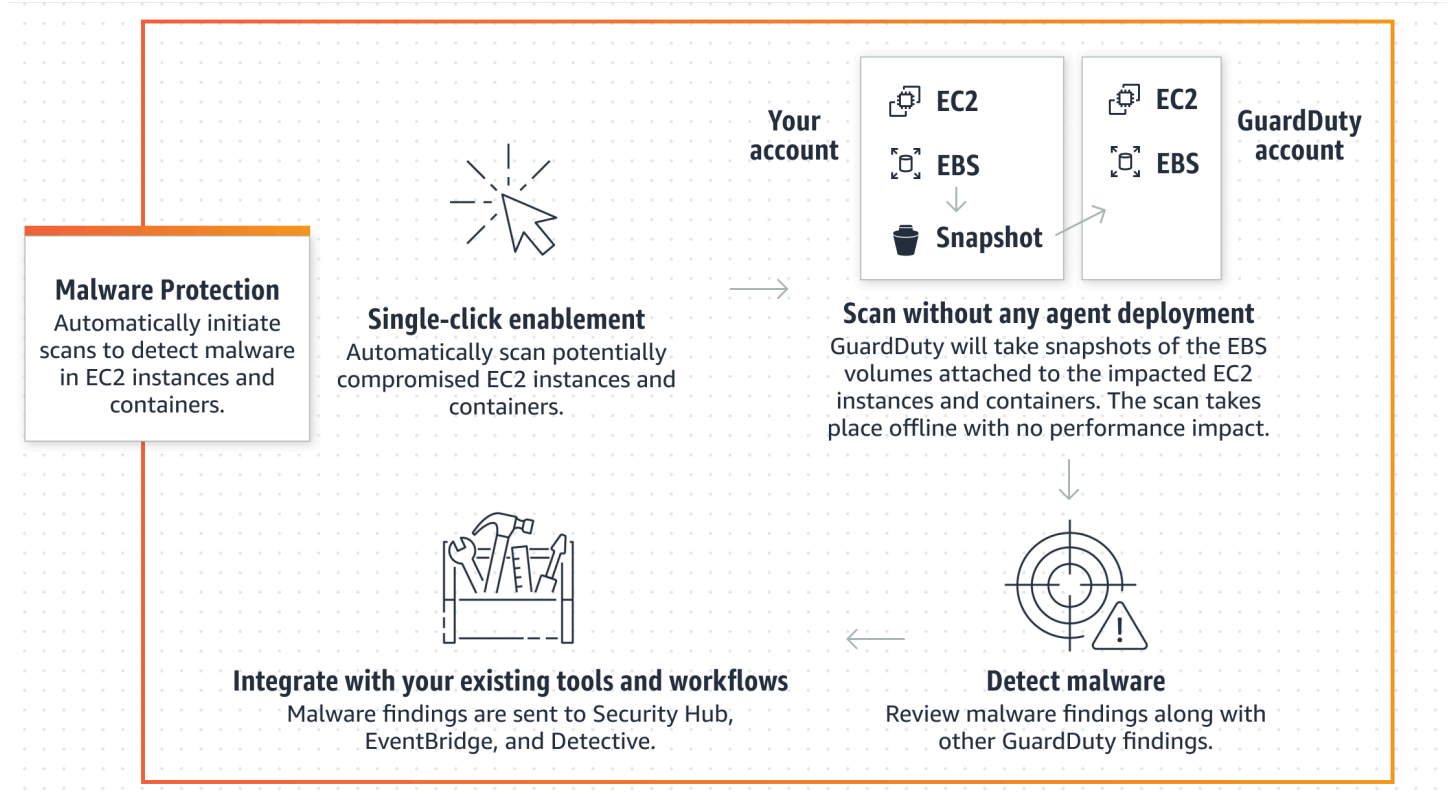 Malware Protection
Automatically initiate
scans to detect malware
in EC2 instances and
containers.
Single-click enablement
Automatically scan potentially
compromised EC2 instances and
containers.
Your
account
EC2
EBS
Snapshot
EC2
EBS
GuardDuty
account
Scan without any agent deployment
GuardDuty will take snapshots of the EBS
volumes attached to the impacted EC2
instances and containers. The scan takes
place offline with no performance impact.
Detect malware
Review malware findings along with
other GuardDuty findings.
Integrate with your existing tools and workflows
Malware findings are sent to Security Hub,
EventBridge, and Detective.